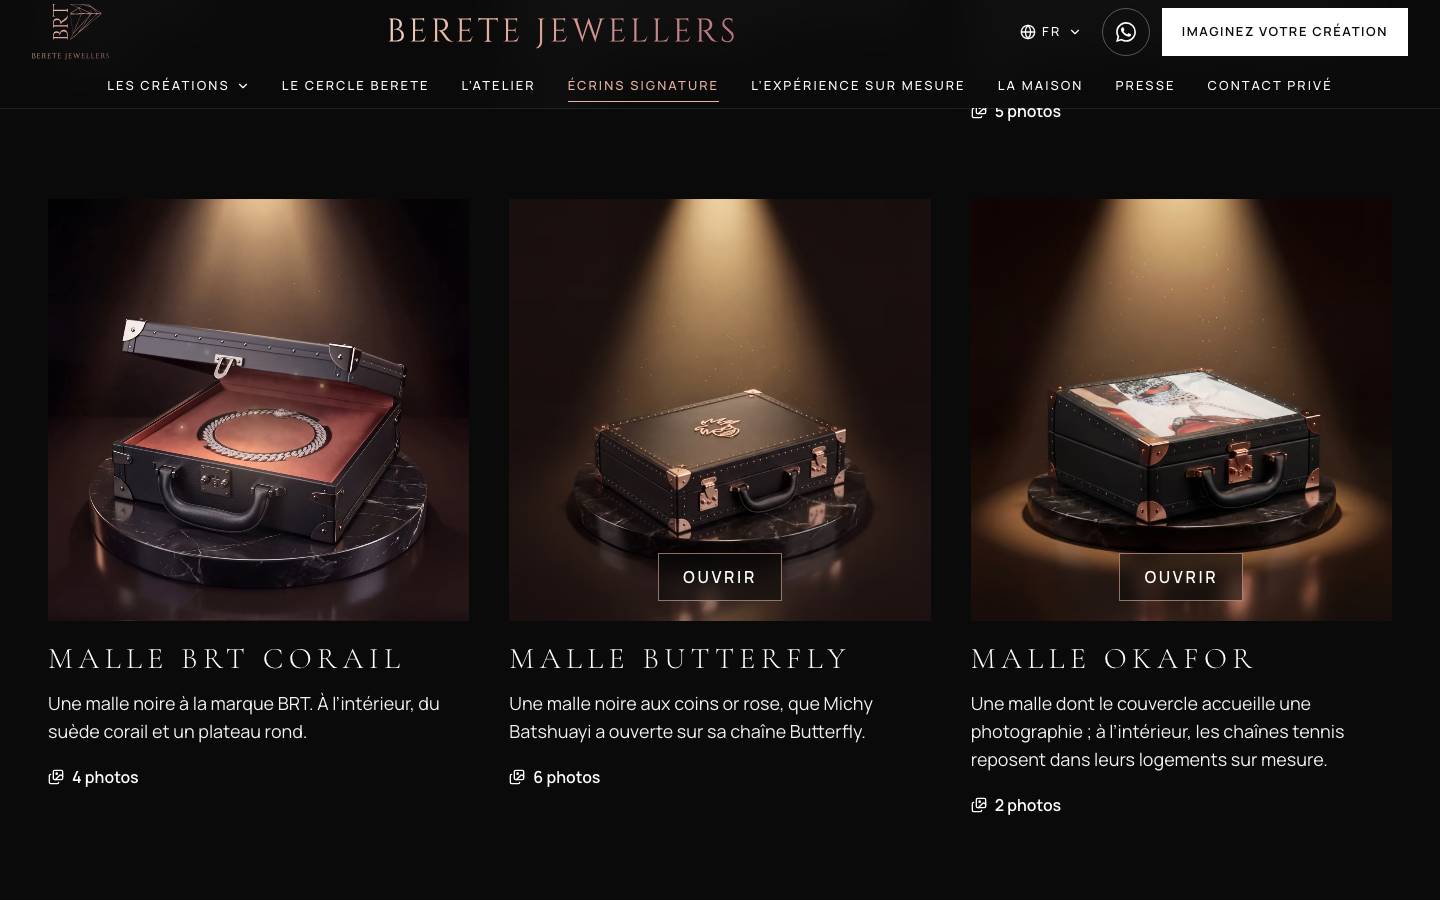 BRT
BERETE JEWELLERS
BERETE JEWELLERS
FR
IMAGINEZ VOTRE CRÉATION
LES CRÉATIONS
LE CERCLE BERETE
L’ATELIER
ÉCRINS SIGNATURE
L’EXPÉRIENCE SUR MESURE
LA MAISON
PRESSE
CONTACT PRIVÉ
5 photos
OUVRIR
OUVRIR
MALLE BRT CORAIL
Une malle noire à la marque BRT. À l’intérieur, du
suède corail et un plateau rond.
4 photos
MALLE BUTTERFLY
Une malle noire aux coins or rose, que Michy
Batshuayi a ouverte sur sa chaîne Butterfly.
6 photos
MALLE OKAFOR
Une malle dont le couvercle accueille une
photographie ; à l’intérieur, les chaînes tennis
reposent dans leurs logements sur mesure.
2 photos